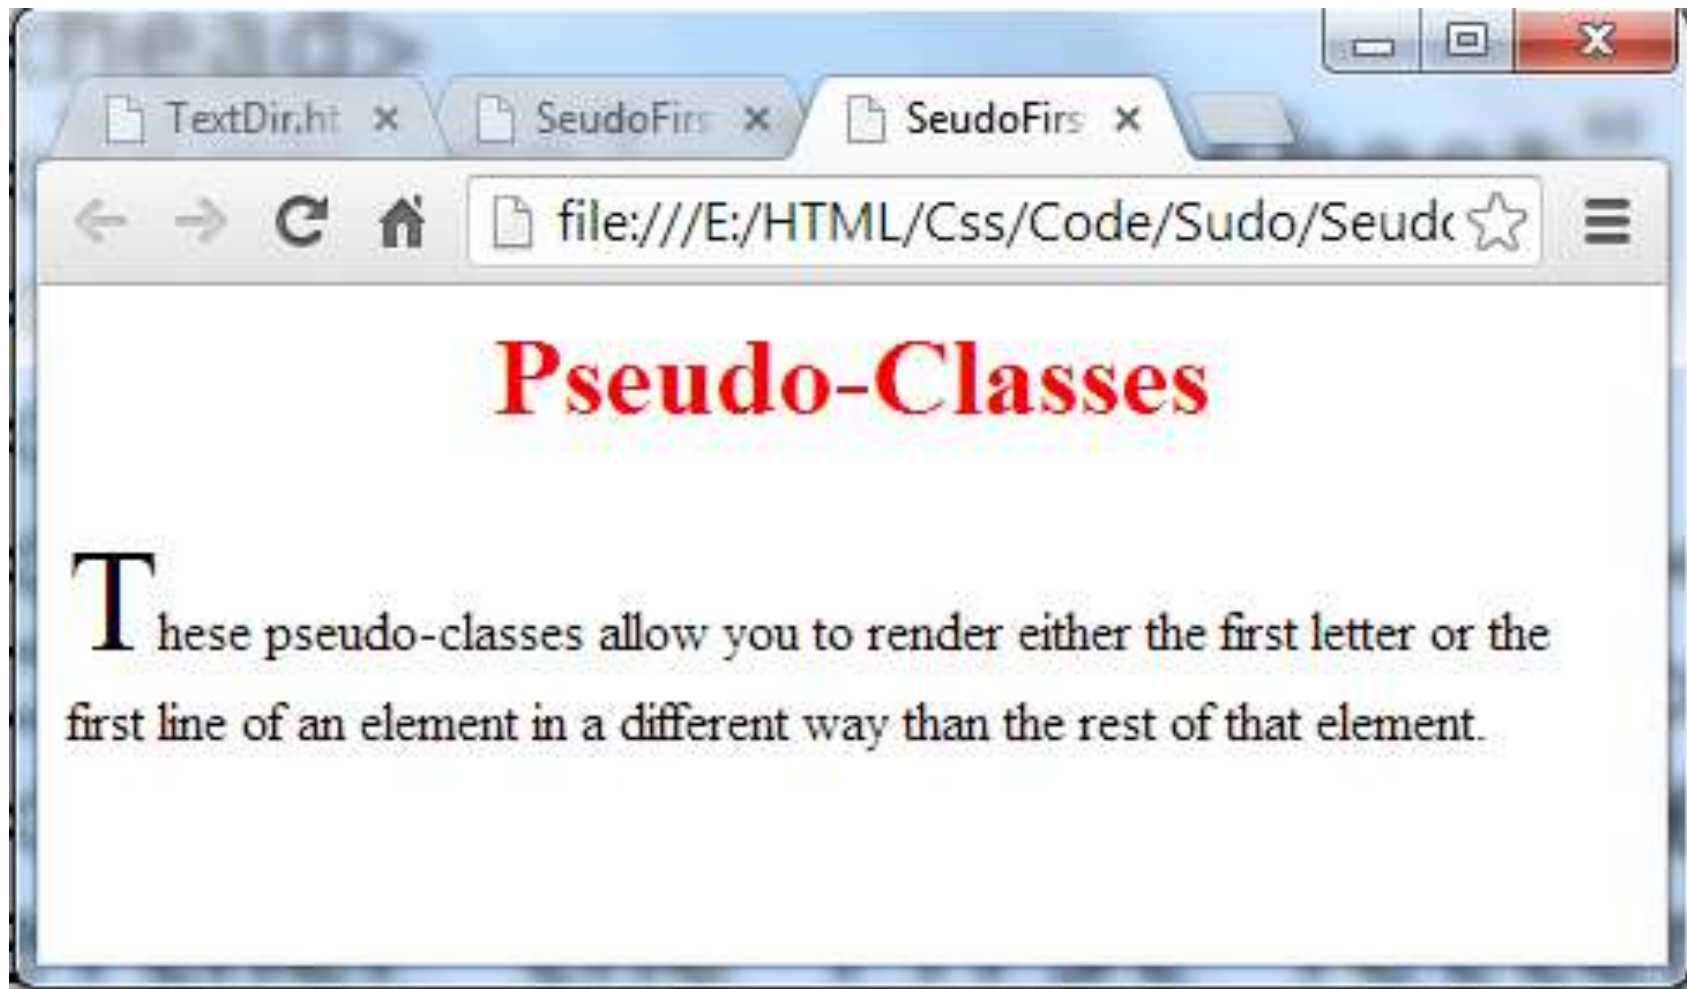 head>
TextDir.ht
SeudoFirs
SeudoFirs
file:///E:/HTML/Css/Code/Sudo/Seudo
Pseudo-Classes
These pseudo-classes allow you to render either the first letter or the
first line of an element in a different way than the rest of that element.